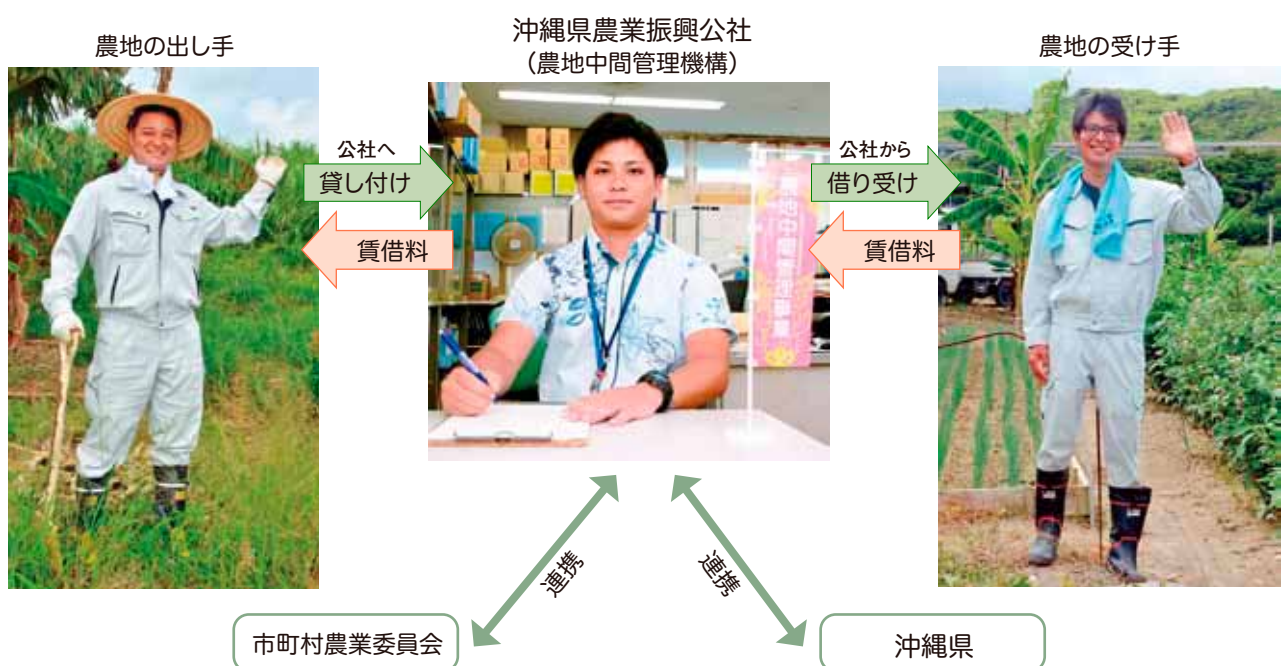 沖縄県農業振興公社
（農地中間管理機構）
農地の出し手
農地の受け手
公社へ
貸し付け
賃借料
公社から
借り受け
賃借料
農地中間管理事業
連携
連携
市町村農業委員会
沖縄県